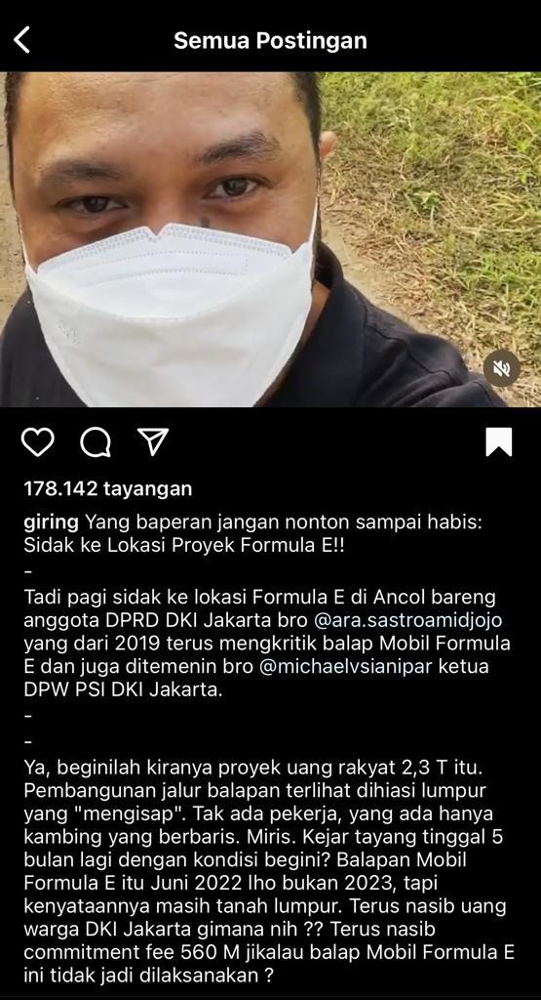 Semua Postingan
178.142 tayangan
giring Yang baperan jangan nonton sampai habis:
Sidak ke Lokasi Proyek Formula E!!
-
Tadi pagi sidak ke lokasi Formula E di Ancol bareng
anggota DPRD DKI Jakarta bro @ara.sastroamidjojo
yang dari 2019 terus mengkritik balap Mobil Formula
E dan juga ditemenin bro @michaelvsianipar ketua
DPW PSI DKI Jakarta.
-
-
Ya, beginilah kiranya proyek uang rakyat 2,3 T itu.
Pembangunan jalur balapan terlihat dihiasi lumpur
yang "mengisap". Tak ada pekerja, yang ada hanya
kambing yang berbaris. Miris. Kejar tayang tinggal 5
bulan lagi dengan kondisi begini? Balapan Mobil
Formula E itu Juni 2022 lho bukan 2023, tapi
kenyataannya masih tanah lumpur. Terus nasib uang
warga DKI Jakarta gimana nih ?? Terus nasib
commitment fee 560 M jikalau balap Mobil Formula E
ini tidak jadi dilaksanakan ?